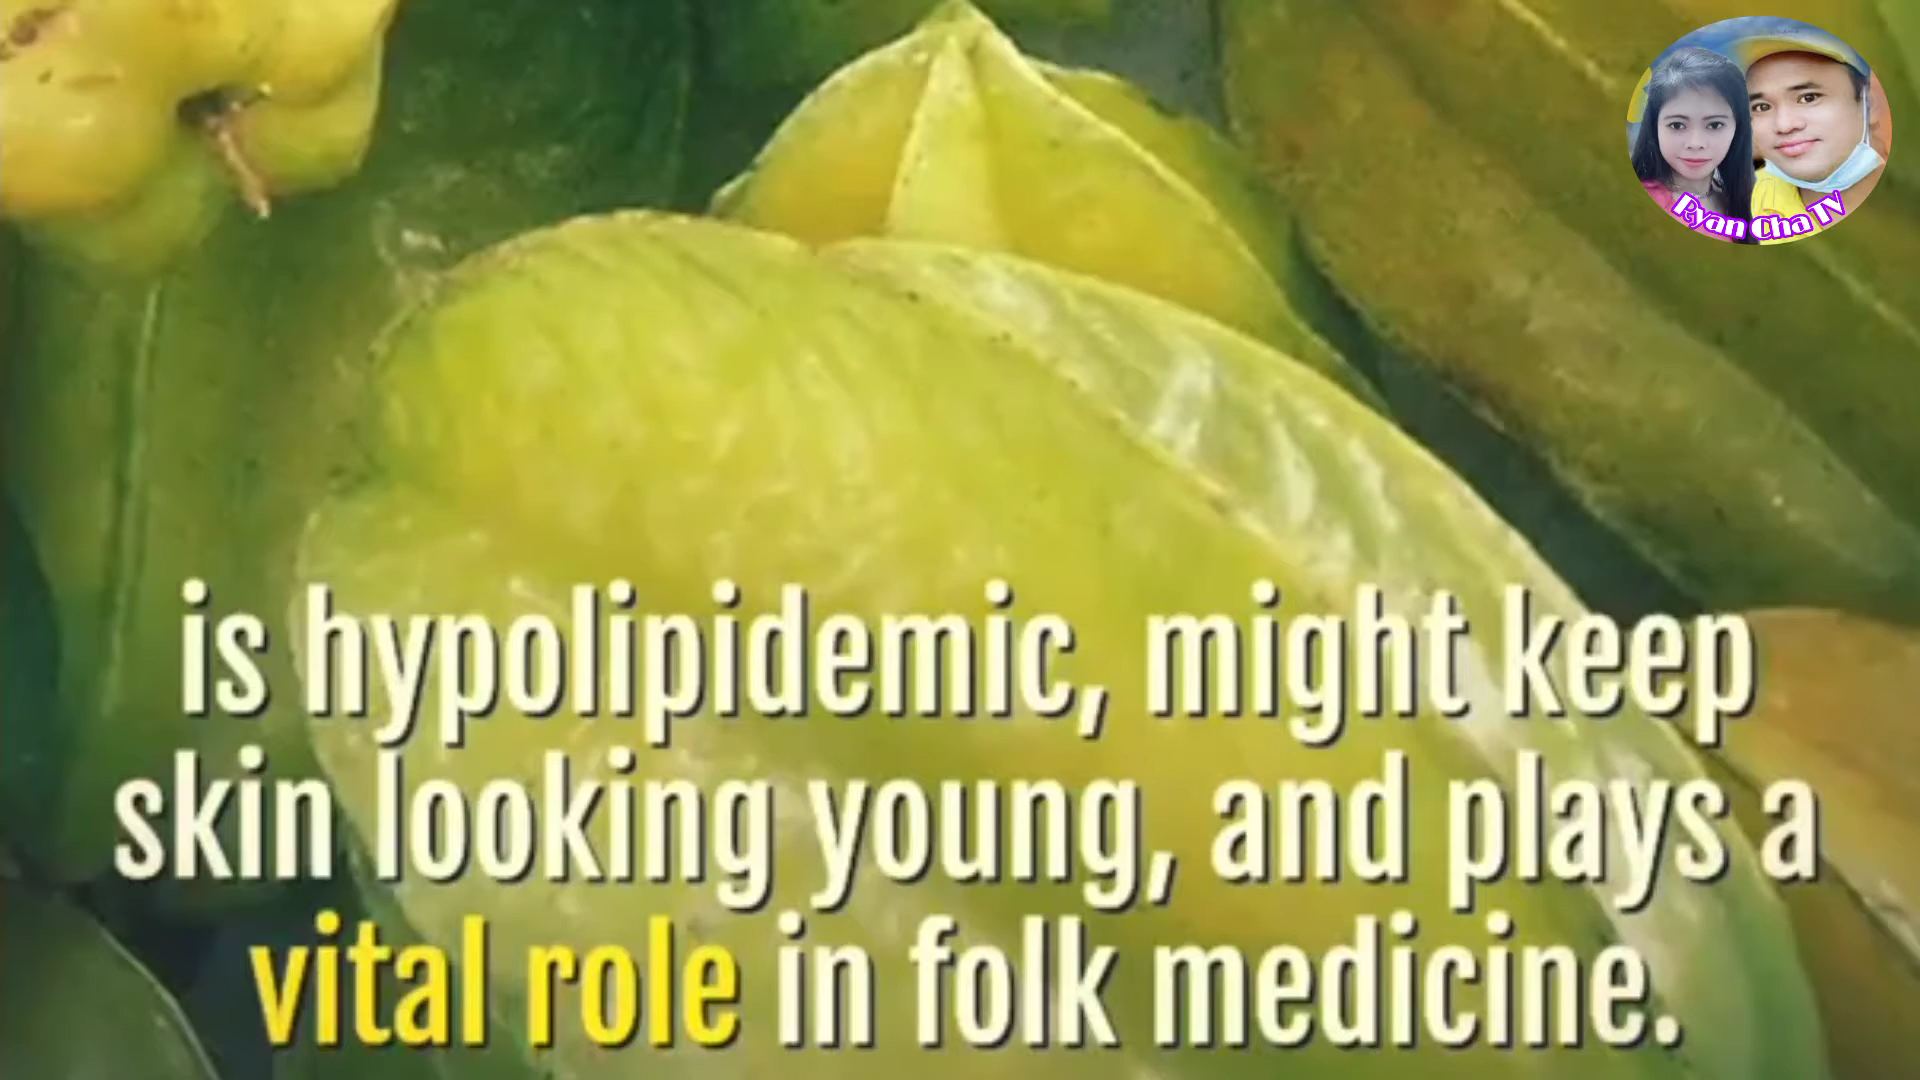 Ryan Cha TV
is hypolipidemic, might keep
skin looking young, and plays a
vital role in folk medicine.